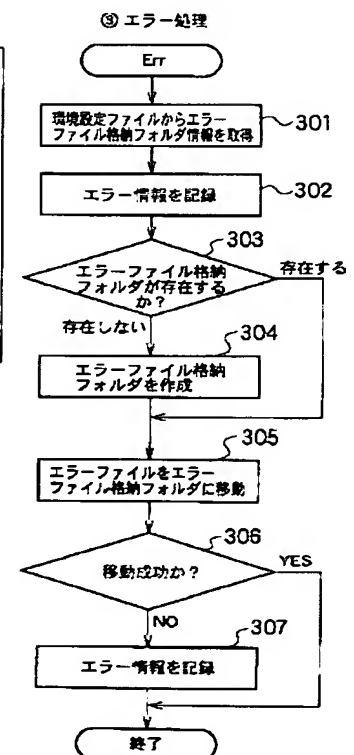 ③ エラー処理
Err
環境設定ファイルからエラー
ファイル格納フォルダ情報を取得
301
エラー情報を記録
302
303
エラーファイル格納
フォルダが存在する
か?
存在する
存在しない
304
エラーファイル格納
フォルダを作成
305
エラーファイルをエラー
ファイル格納フォルダに移動
306
移動成功か?
YES
NO
307
エラー情報を記録
終了